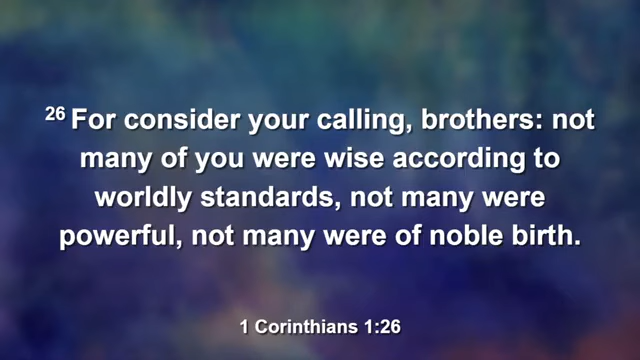 26 For consider your calling, brothers: not
many of you were wise according to
worldly standards, not many were
powerful, not many were of noble birth.
1 Corinthians 1:26